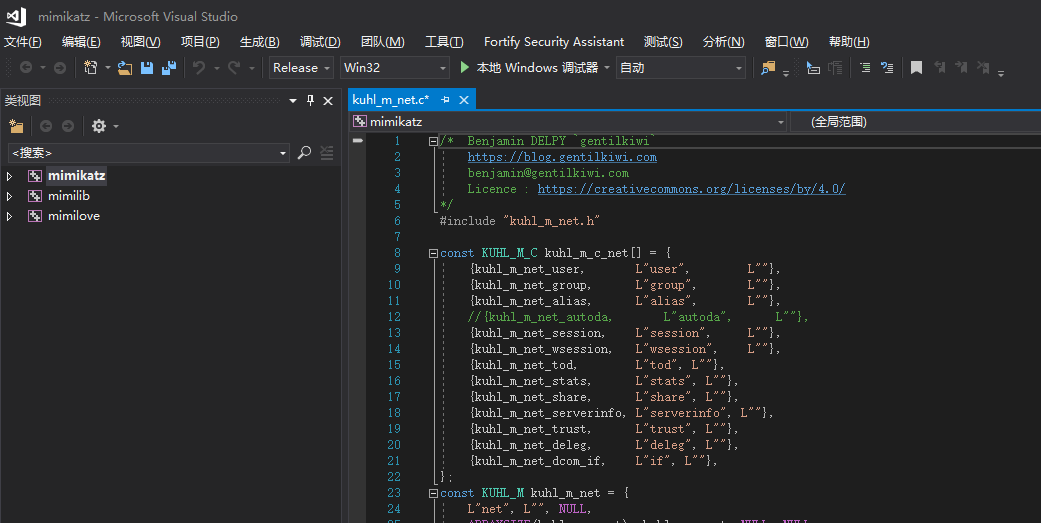 mimikatz - Microsoft Visual Studio
文件(F) 编辑(E) 视图(V) 项目(P) 生成(B) 调试(D) 团队(M) 工具(T) Fortify Security Assistant 测试(S) 分析(N) 窗口(W) 帮助(H)
Release Win32 本地 Windows 调试器 自动
类视图
<搜索>
mimikatz
mimilib
mimilove
kuhl_m_net.c*
mimikatz (全局范围)
1 /* Benjamin DELPY `gentilkiwi`
2 https://blog.gentilkiwi.com
3 benjamin@gentilkiwi.com
4 Licence : https://creativecommons.org/licenses/by/4.0/
5 */
6 #include "kuhl_m_net.h"
7
8 const KUHL_M_C kuhl_m_c_net[] = {
9 {kuhl_m_net_user, L"user", L""},
10 {kuhl_m_net_group, L"group", L""},
11 {kuhl_m_net_alias, L"alias", L""},
12 //{kuhl_m_net_autoda, L"autoda", L""},
13 {kuhl_m_net_session, L"session", L""},
14 {kuhl_m_net_wsession, L"wsession", L""},
15 {kuhl_m_net_tod, L"tod", L""},
16 {kuhl_m_net_stats, L"stats", L""},
17 {kuhl_m_net_share, L"share", L""},
18 {kuhl_m_net_serverinfo, L"serverinfo", L""},
19 {kuhl_m_net_trust, L"trust", L""},
20 {kuhl_m_net_deleg, L"deleg", L""},
21 {kuhl_m_net_dcom_if, L"if", L""},
22 };
23 const KUHL_M kuhl_m_net = {
24 L"net", L"", NULL,